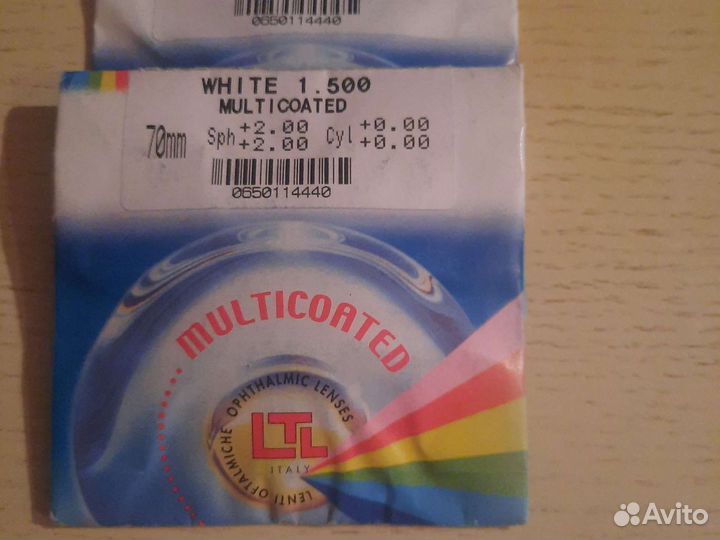 0650114440
WHITE 1.500
MULTICOATED
70mm Sph +2.00 Cyl +0.00
+2.00 +0.00
0650114440
MULTICOATED
OPHTHALMIC LENSES
LTL
ITALY
LENTI OFTALMICHE
Avito